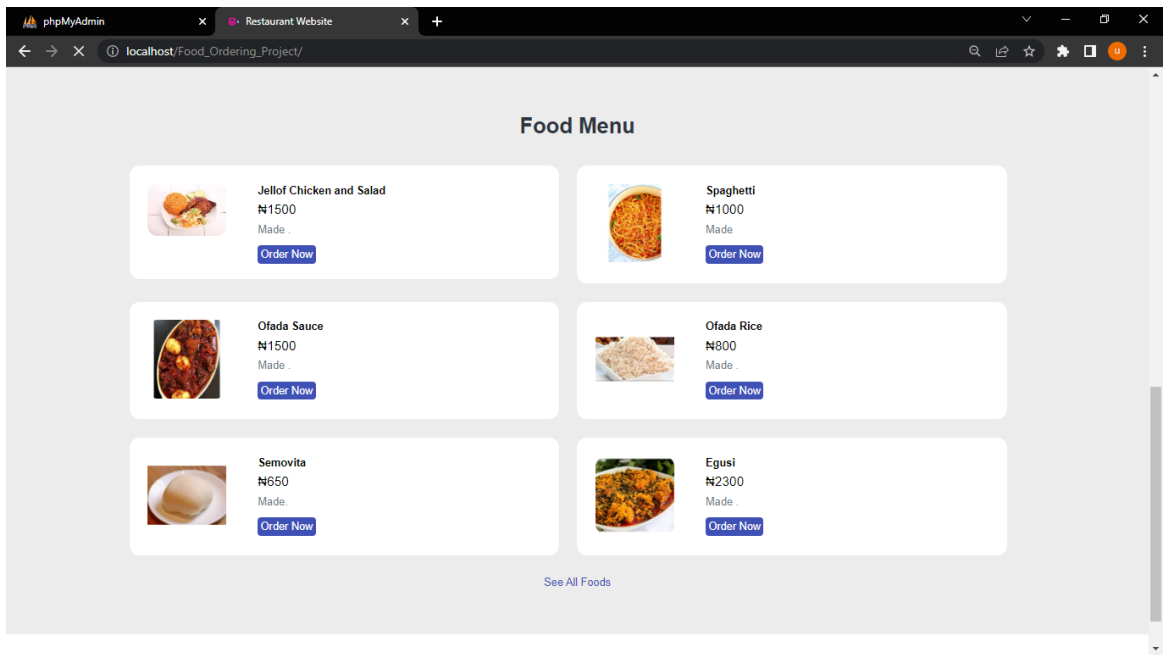 phpMyAdmin
Restaurant Website
localhost/Food_Ordering_Project/
u
Food Menu
Jellof Chicken and Salad
₦1500
Made .
Order Now
Spaghetti
₦1000
Made
Order Now
Ofada Sauce
₦1500
Made .
Order Now
Ofada Rice
₦800
Made .
Order Now
Semovita
₦650
Made.
Order Now
Egusi
₦2300
Made .
Order Now
See All Foods